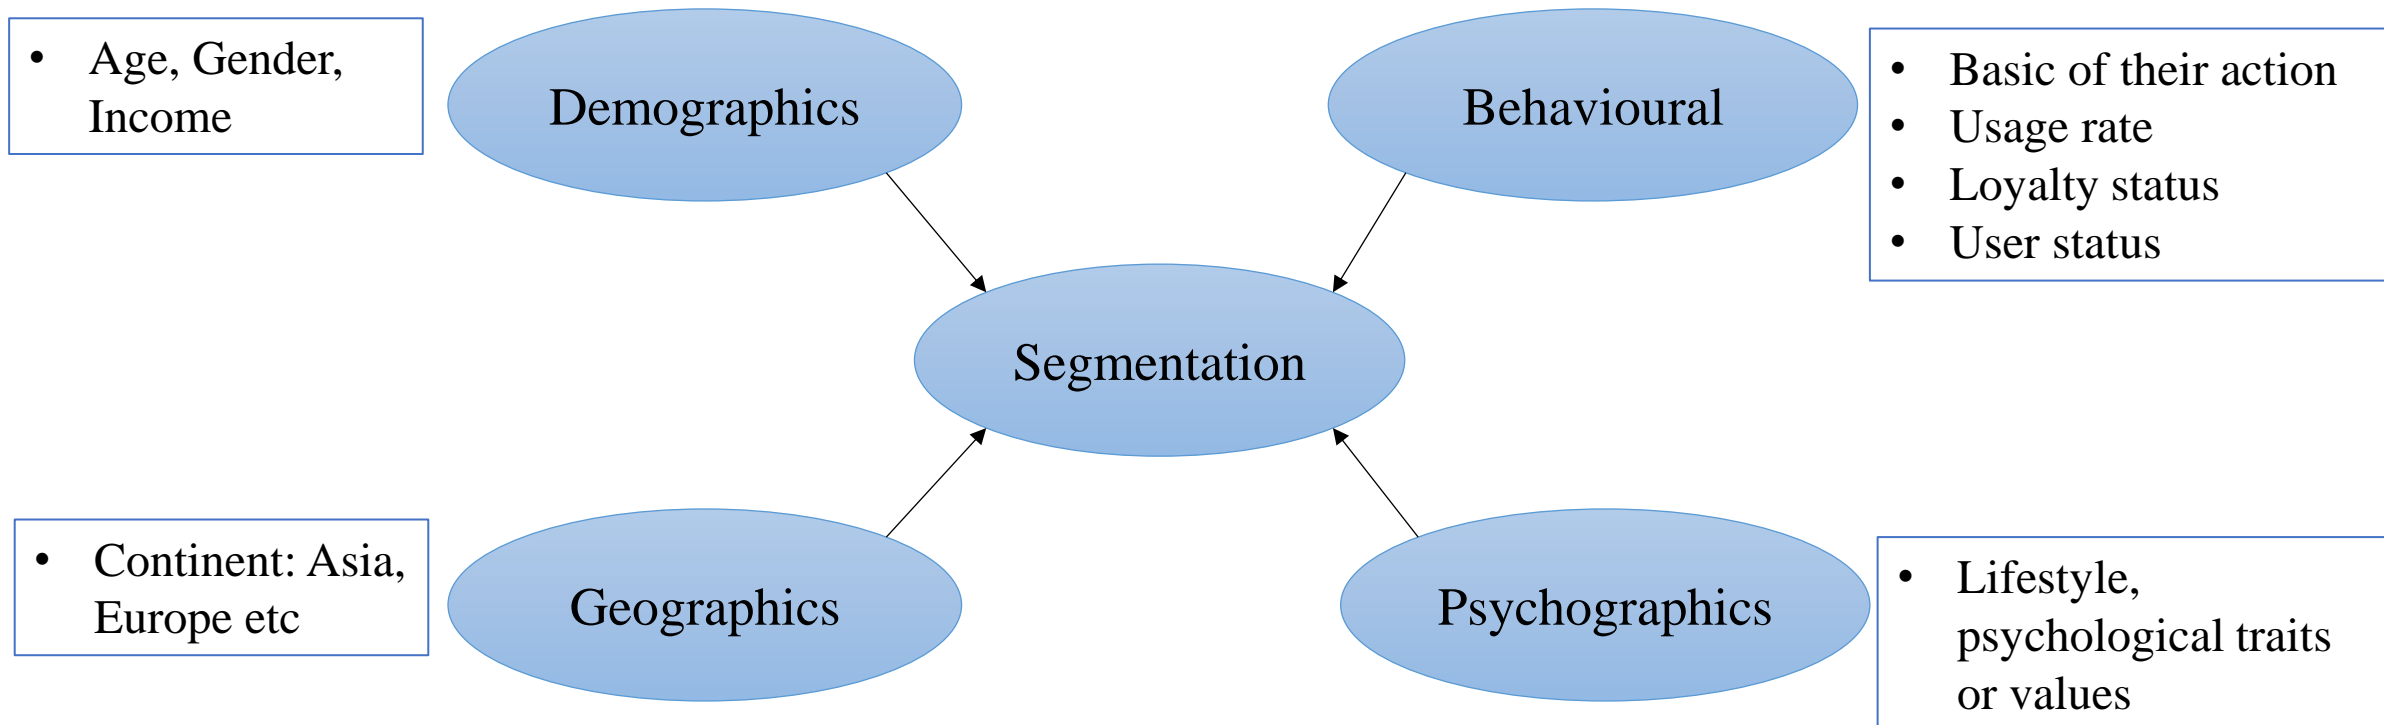 • Age, Gender,
Income
Demographics
Behavioural
• Basic of their action
• Usage rate
• Loyalty status
• User status
Segmentation
• Continent: Asia,
Europe etc
Geographics
Psychographics
• Lifestyle,
psychological traits
or values